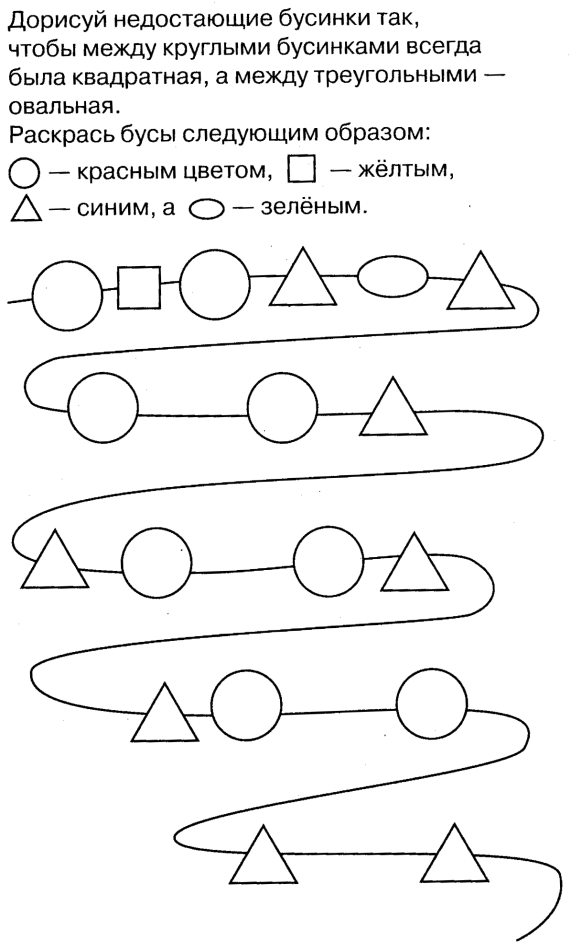 Дорисуй недостающие бусинки так,
чтобы между круглыми бусинками всегда
была квадратная, а между треугольными —
овальная.
Раскрась бусы следующим образом:
— красным цветом, — жёлтым,
— синим, а — зелёным.